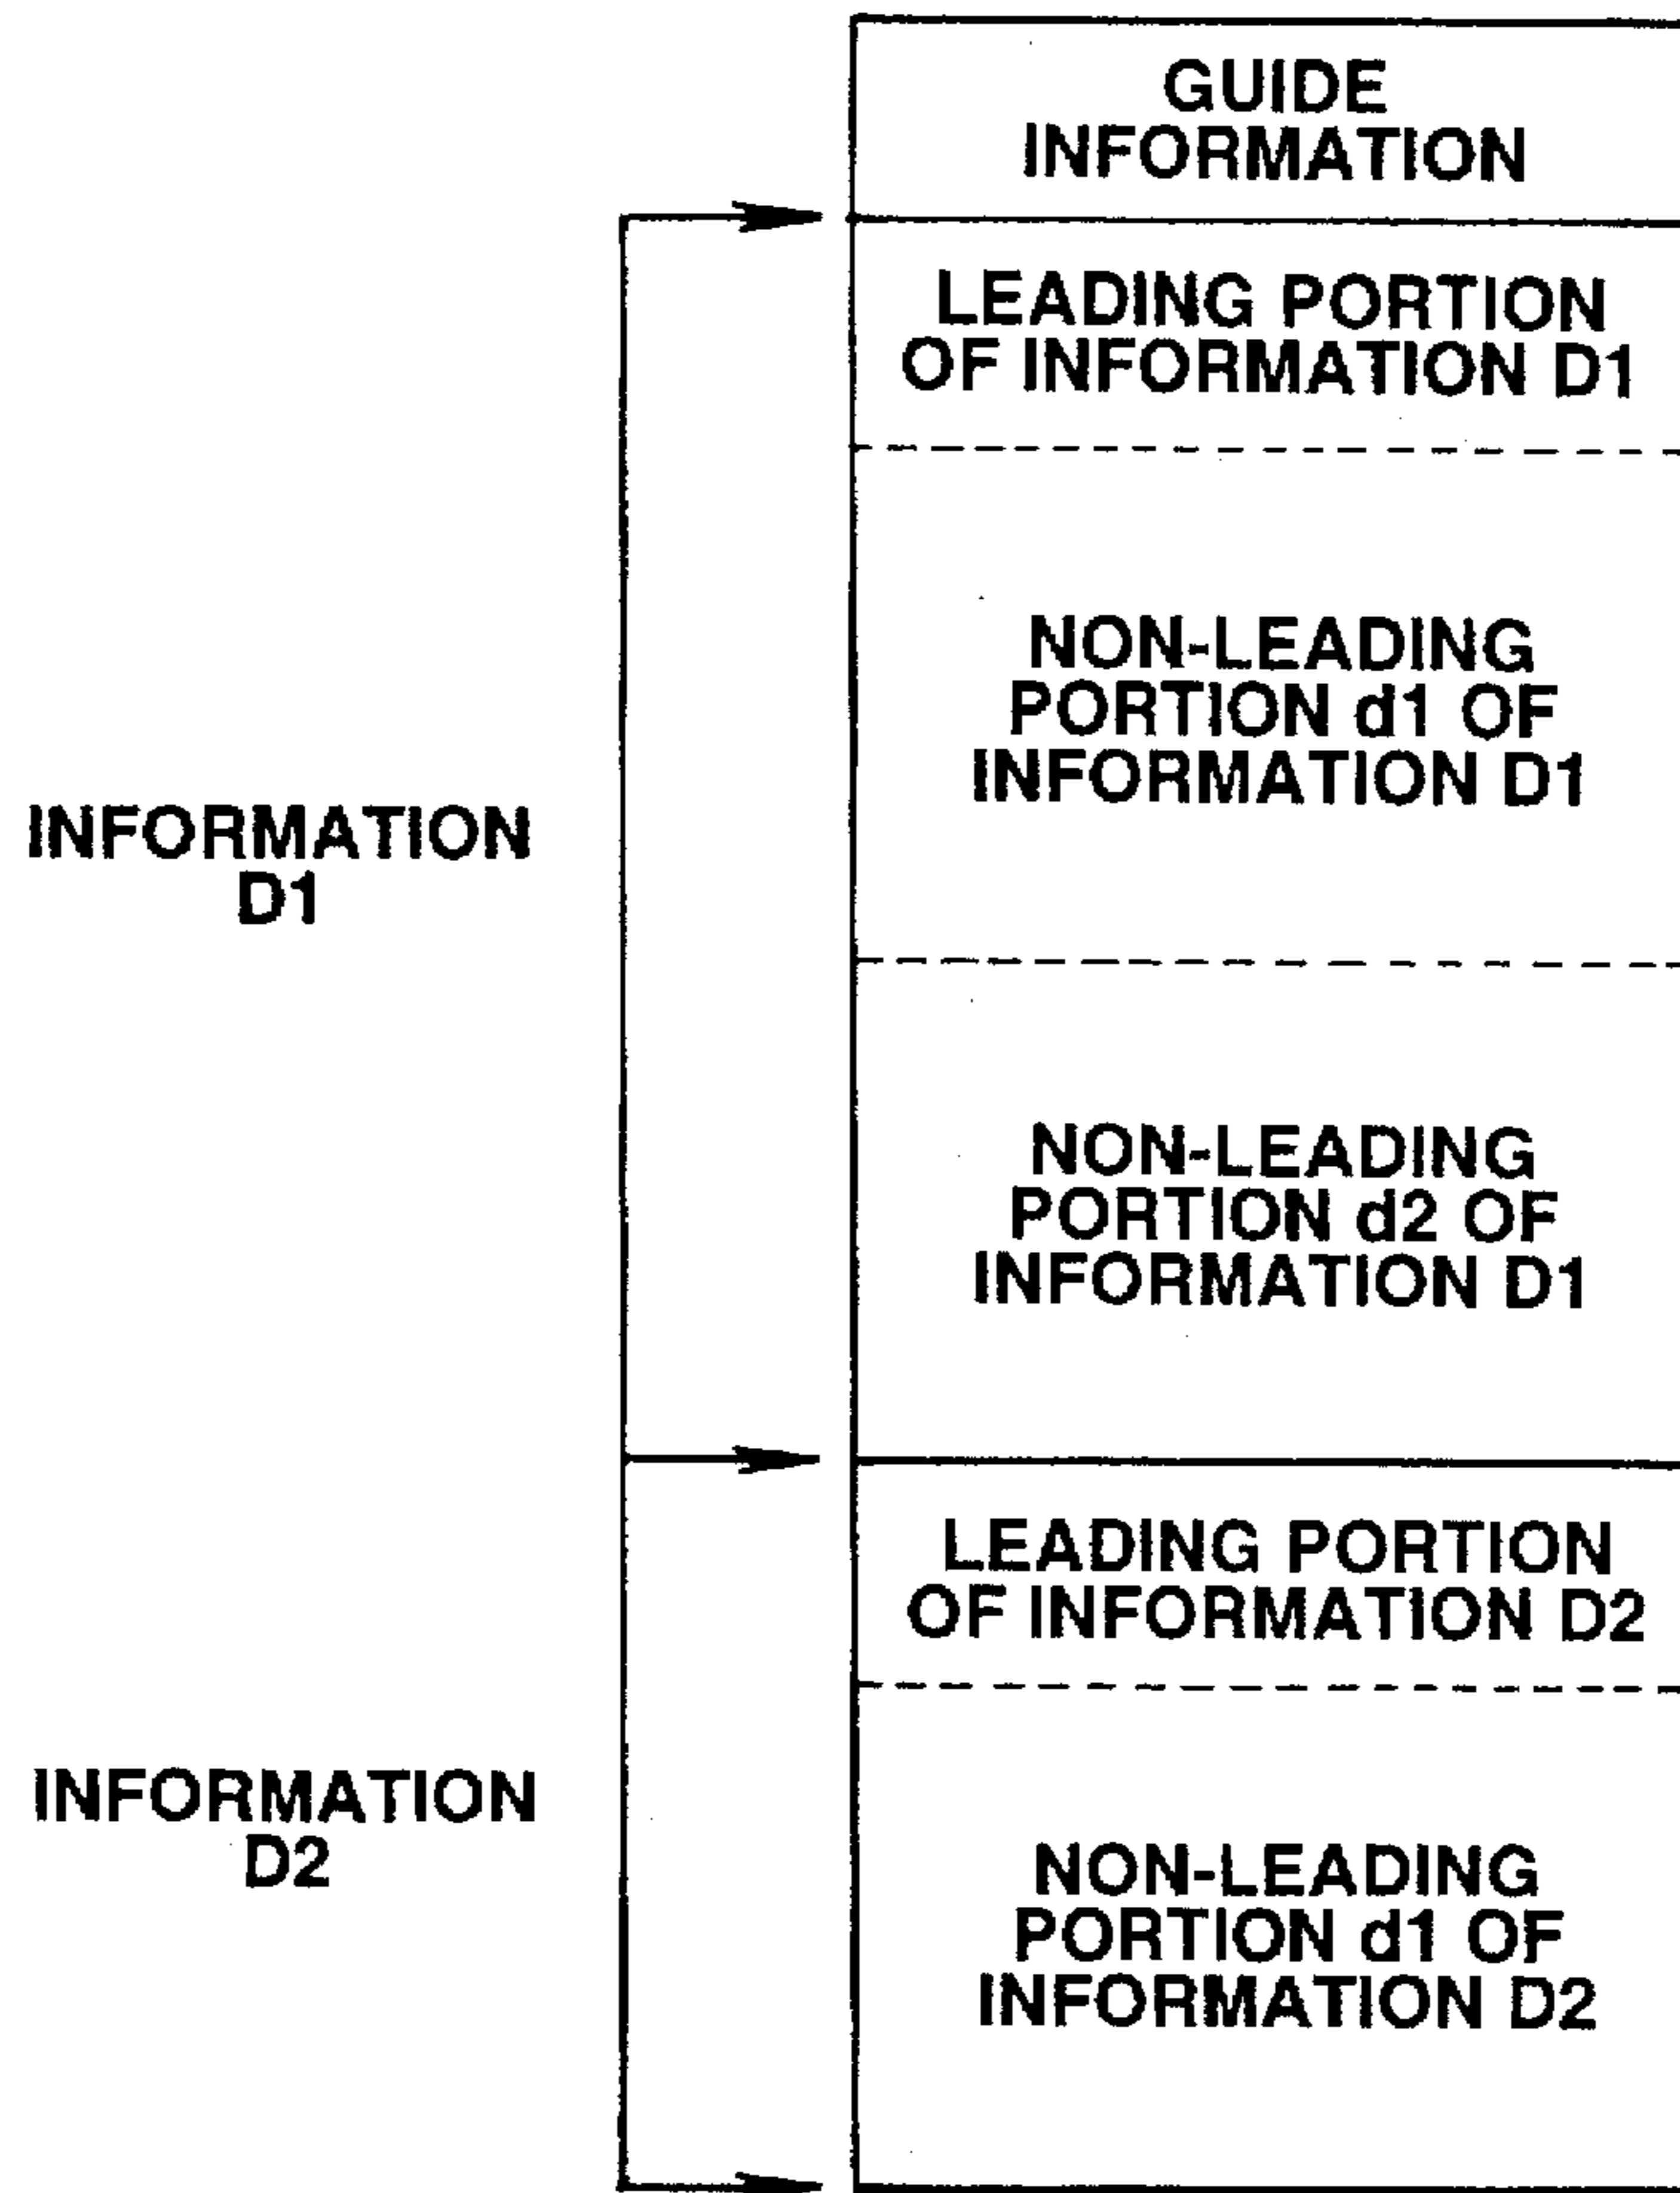 GUIDE
INFORMATION
LEADING PORTION
OF INFORMATION D1
NON-LEADING
PORTION d1 OF
INFORMATION D1
INFORMATION
D1
NON-LEADING
PORTION d2 OF
INFORMATION D1
LEADING PORTION
OF INFORMATION D2
INFORMATION
D2
NON-LEADING
PORTION d1 OF
INFORMATION D2